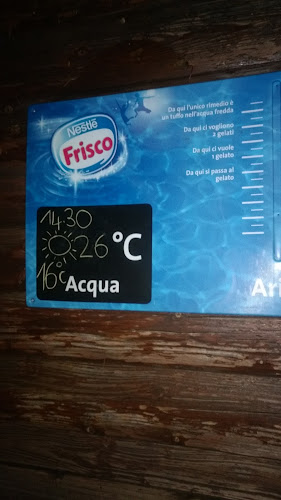 Nestlé
Frisco
Da qui l'unico rimedio è
un tuffo nell'acqua fredda
Da qui ci vogliono
2 gelati
Da qui ci vuole
1 gelato
Da qui si passa al
gelato
14:30
26 °C
16°C Acqua
Ari